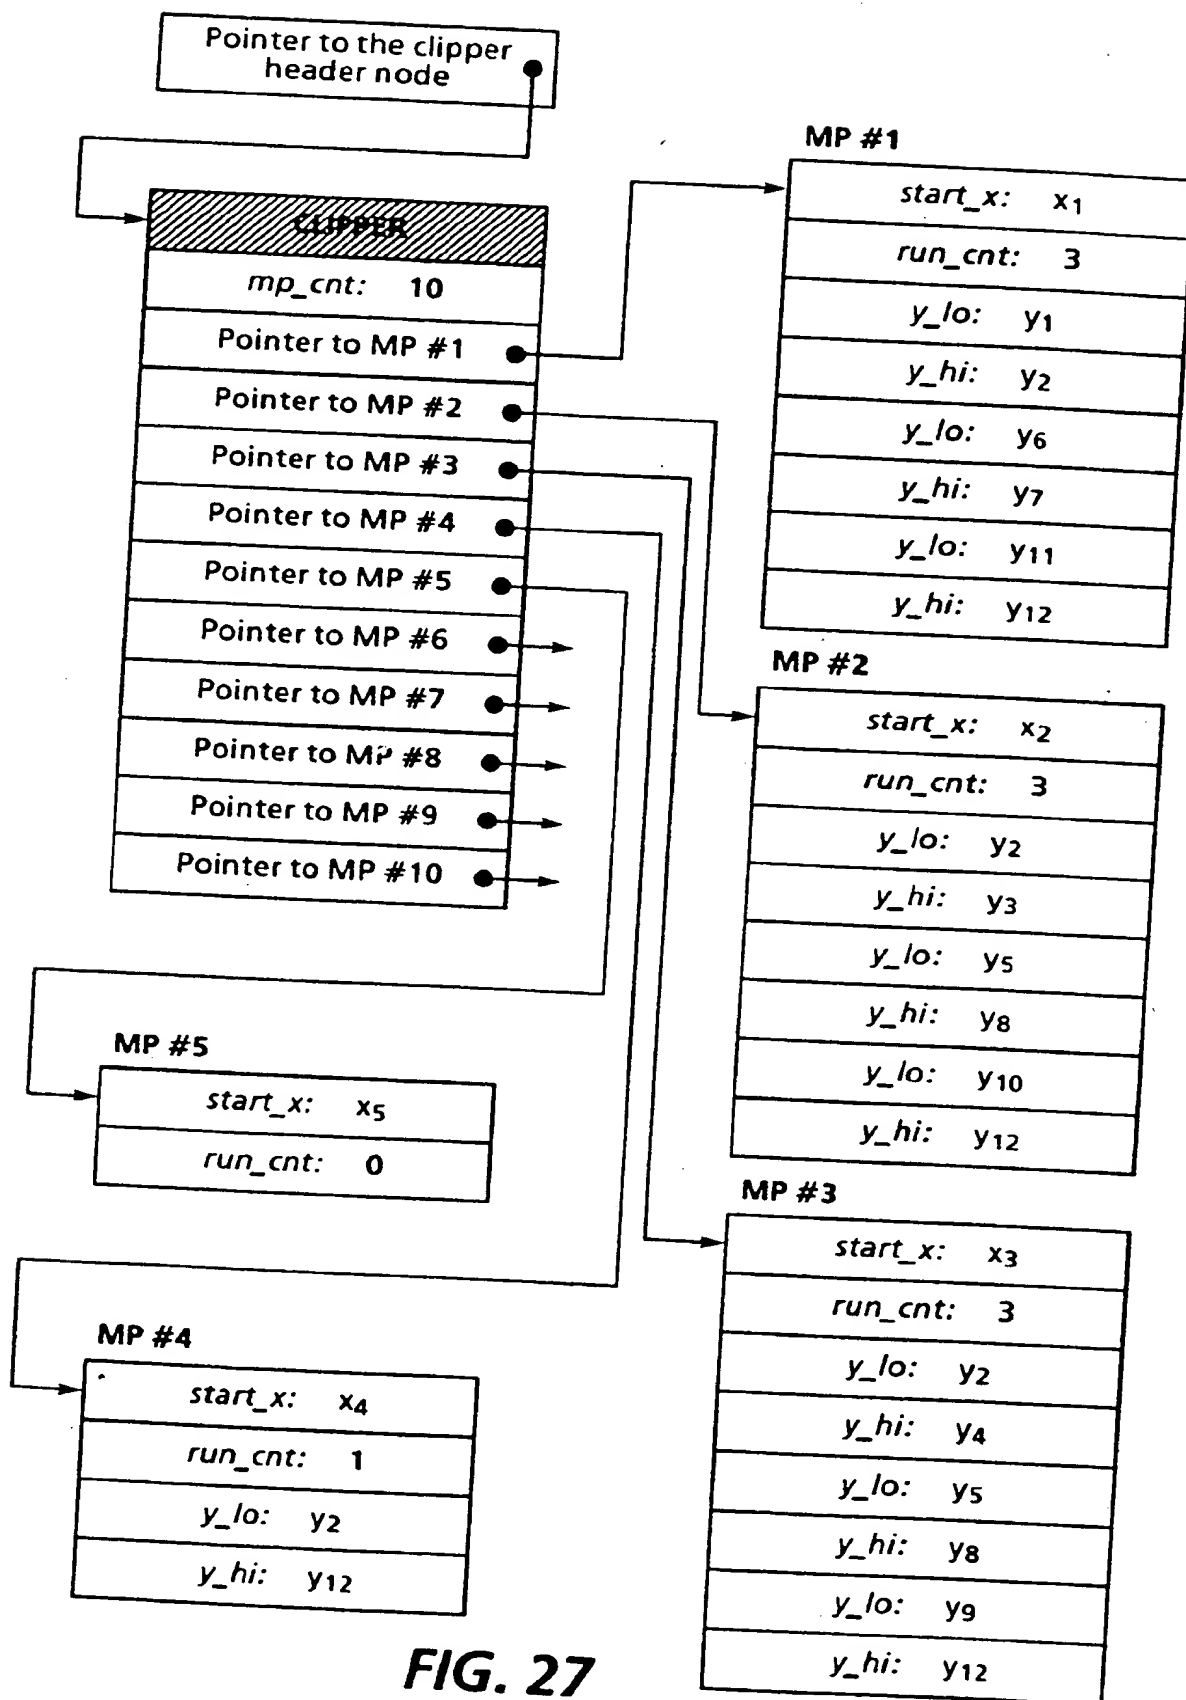 Pointer to the clipper
header node
CLIPPER
mp_cnt: 10
Pointer to MP #1
Pointer to MP #2
Pointer to MP #3
Pointer to MP #4
Pointer to MP #5
Pointer to MP #6
Pointer to MP #7
Pointer to MP #8
Pointer to MP #9
Pointer to MP #10
MP #1
start_x: x1
run_cnt: 3
y_lo: y1
y_hi: y2
y_lo: y6
y_hi: y7
y_lo: y11
y_hi: y12
MP #2
start_x: x2
run_cnt: 3
y_lo: y2
y_hi: y3
y_lo: y5
y_hi: y8
y_lo: y10
y_hi: y12
MP #5
start_x: x5
run_cnt: 0
MP #3
start_x: x3
run_cnt: 3
y_lo: y2
y_hi: y4
y_lo: y5
y_hi: y8
y_lo: y9
y_hi: y12
MP #4
start_x: x4
run_cnt: 1
y_lo: y2
y_hi: y12
FIG. 27